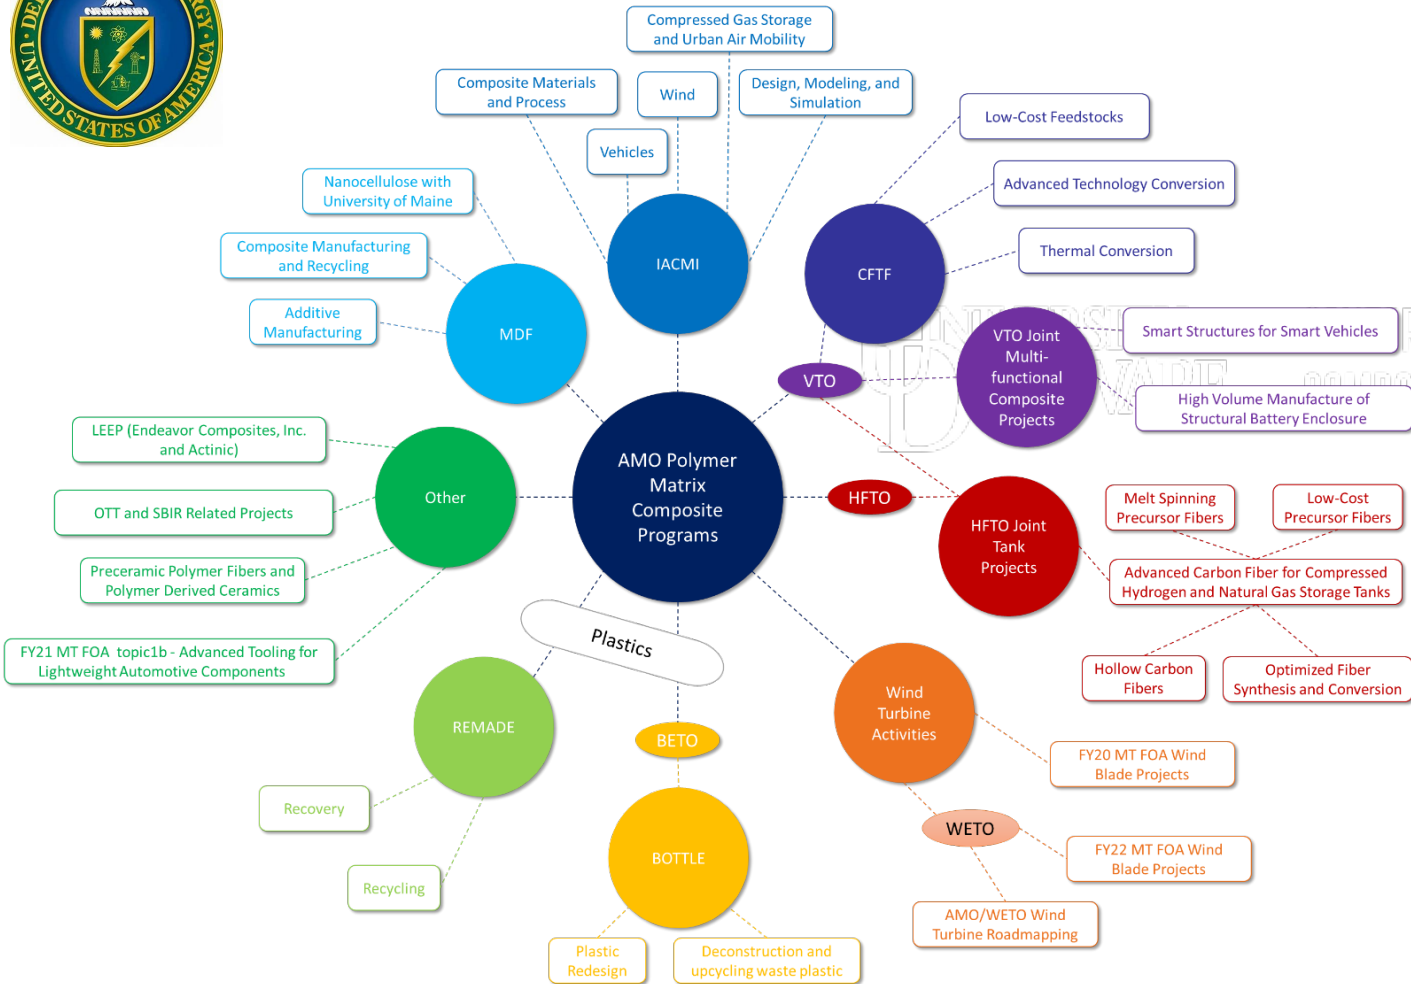 UNITED STATES OF AMERICA
Compressed Gas Storage
and Urban Air Mobility
Composite Materials
and Process
Wind
Design, Modeling, and
Simulation
Vehicles
Low-Cost Feedstocks
Advanced Technology Conversion
Thermal Conversion
Nanocellulose with
University of Maine
Composite Manufacturing
and Recycling
Additive
Manufacturing
IACMI
CFTF
MDF
VTO
VTO Joint
Multi-
functional
Composite
Projects
Smart Structures for Smart Vehicles
High Volume Manufacture of
Structural Battery Enclosure
LEEP (Endeavor Composites, Inc.
and Actinic)
OTT and SBIR Related Projects
Preceramic Polymer Fibers and
Polymer Derived Ceramics
FY21 MT FOA topic1b - Advanced Tooling for
Lightweight Automotive Components
Other
AMO Polymer
Matrix
Composite
Programs
HFTO
HFTO Joint
Tank
Projects
Melt Spinning
Precursor Fibers
Low-Cost
Precursor Fibers
Advanced Carbon Fiber for Compressed
Hydrogen and Natural Gas Storage Tanks
Hollow Carbon
Fibers
Optimized Fiber
Synthesis and Conversion
Plastics
REMADE
Recovery
Recycling
BETO
BOTTLE
Plastic
Redesign
Deconstruction and
upcycling waste plastic
Wind
Turbine
Activities
FY20 MT FOA Wind
Blade Projects
WETO
FY22 MT FOA Wind
Blade Projects
AMO/WETO Wind
Turbine Roadmapping